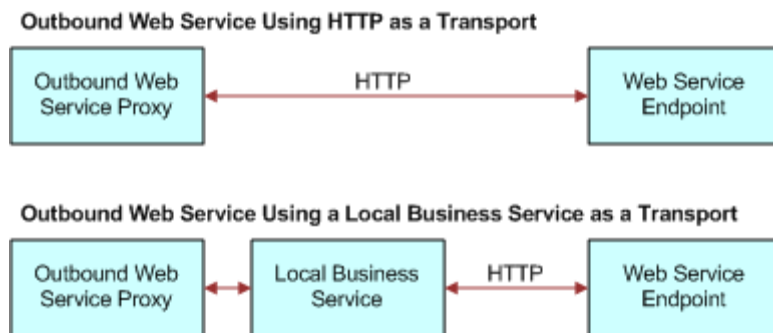 Outbound Web Service Using HTTP as a Transport
Outbound Web
Service Proxy
HTTP
Web Service
Endpoint
Outbound Web Service Using a Local Business Service as a Transport
Outbound Web
Service Proxy
Local Business
Service
HTTP
Web Service
Endpoint